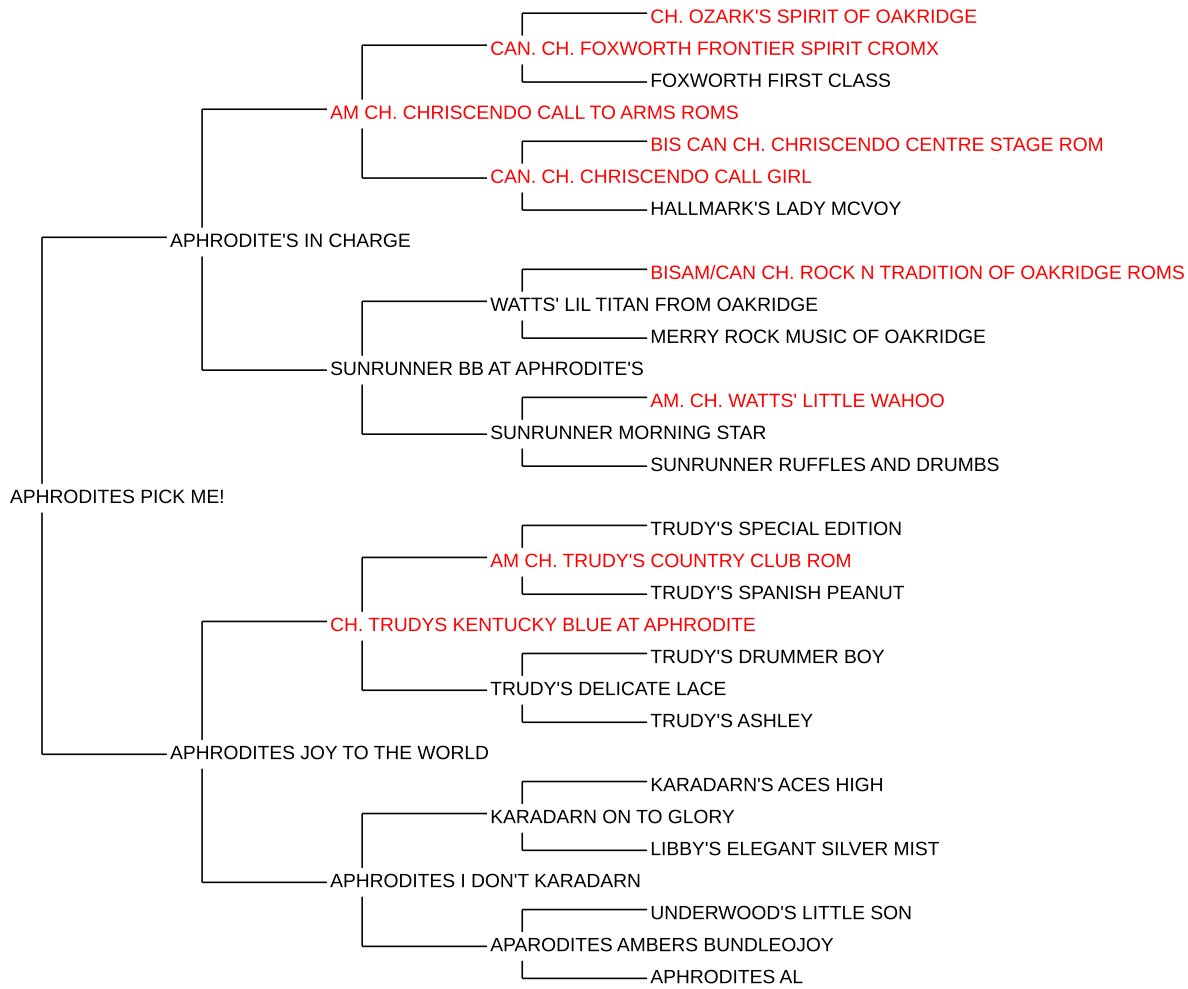 CH. OZARK'S SPIRIT OF OAKRIDGE
CAN. CH. FOXWORTH FRONTIER SPIRIT CROMX
FOXWORTH FIRST CLASS
AM CH. CHRISCENDO CALL TO ARMS ROMS
BIS CAN CH. CHRISCENDO CENTRE STAGE ROM
CAN. CH. CHRISCENDO CALL GIRL
HALLMARK'S LADY MCVOY
APHRODITE'S IN CHARGE
BISAM/CAN CH. ROCK N TRADITION OF OAKRIDGE ROMS
WATTS' LIL TITAN FROM OAKRIDGE
MERRY ROCK MUSIC OF OAKRIDGE
SUNRUNNER BB AT APHRODITE'S
AM. CH. WATTS' LITTLE WAHOO
SUNRUNNER MORNING STAR
SUNRUNNER RUFFLES AND DRUMBS
APHRODITES PICK ME!
TRUDY'S SPECIAL EDITION
AM CH. TRUDY'S COUNTRY CLUB ROM
TRUDY'S SPANISH PEANUT
CH. TRUDYS KENTUCKY BLUE AT APHRODITE
TRUDY'S DRUMMER BOY
TRUDY'S DELICATE LACE
TRUDY'S ASHLEY
APHRODITES JOY TO THE WORLD
KARADARN'S ACES HIGH
KARADARN ON TO GLORY
LIBBY'S ELEGANT SILVER MIST
APHRODITES I DON'T KARADARN
UNDERWOOD'S LITTLE SON
APARODITES AMBERS BUNDLEOJOY
APHRODITES AL